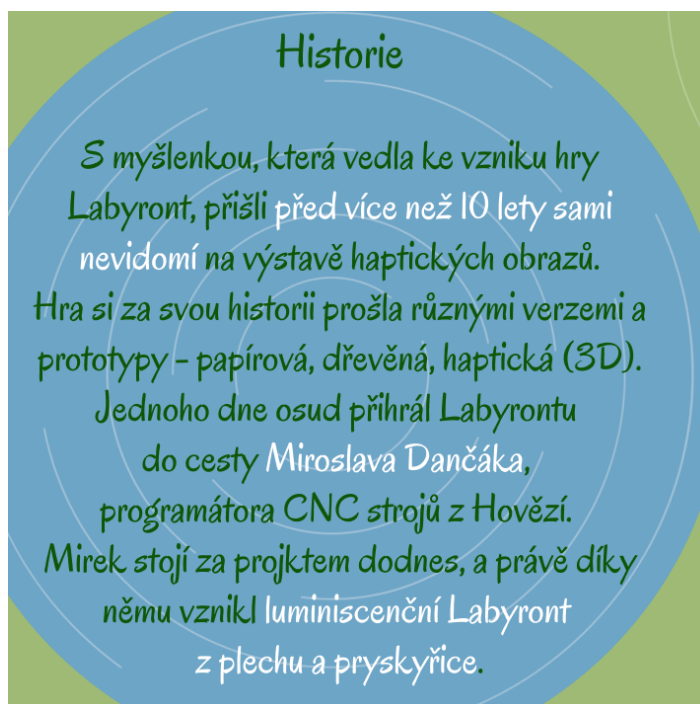 Historie
S myšlenkou, která vedla ke vzniku hry
Labyront, přišli před více než 10 lety sami
nevidomí na výstavě haptických obrazů.
Hra si za svou historii prošla různými verzemi a
prototypy - papírová, dřevěná, haptická (3D).
Jednoho dne osud přihrál Labyrontu
do cesty Miroslava Dančáka,
programátora CNC strojů z Hovězí.
Mirek stojí za projktem dodnes, a právě díky
němu vznikl luminiscenční Labyront
z plechu a pryskyřice.